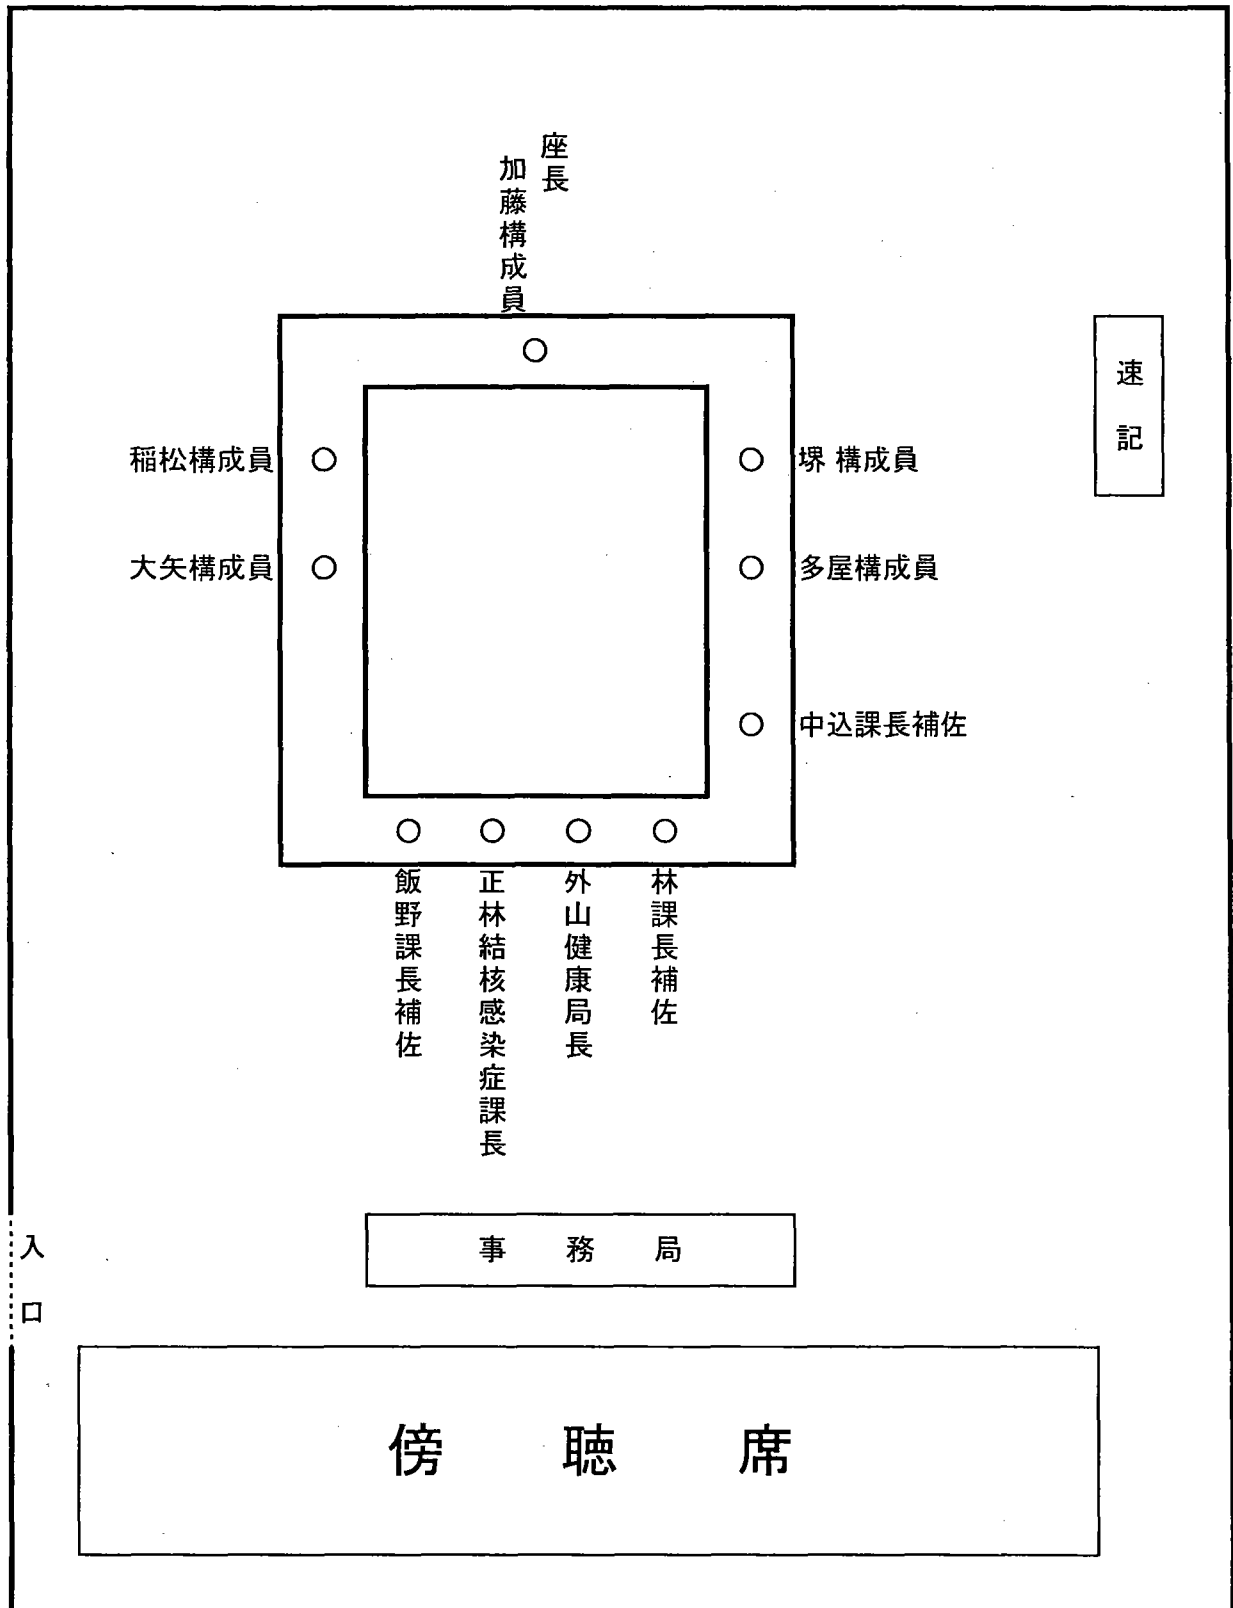 座長
加藤構成員
速記
稲松構成員
堺 構成員
大矢構成員
多屋構成員
中込課長補佐
飯野課長補佐
正林結核感染症課長
外山健康局長
林課長補佐
事務局
入口
傍聴席